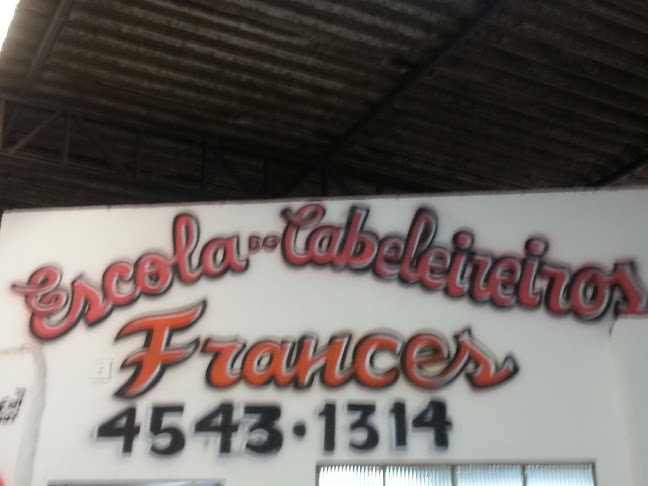 Escola de Cabeleireiros
Frances
4543·1314